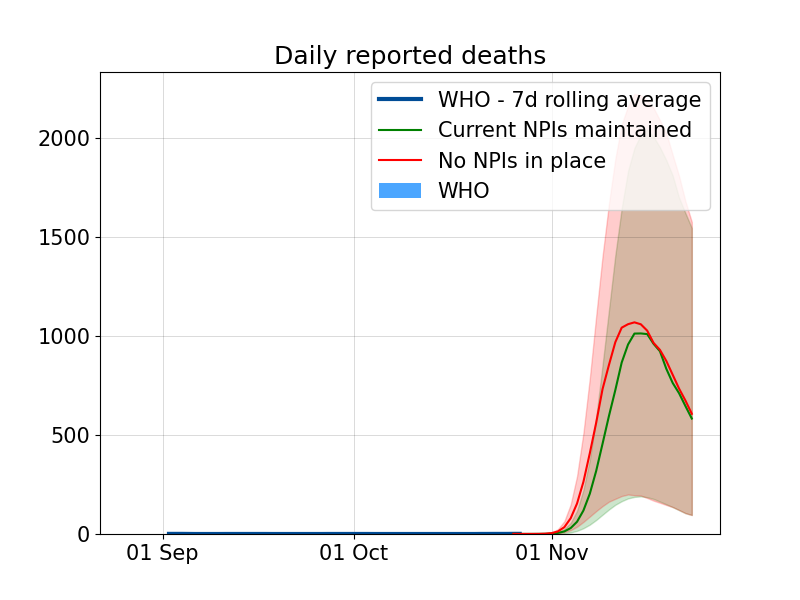 Daily reported deaths
WHO - 7d rolling average
Current NPIs maintained
No NPIs in place
WHO
2000
1500
1000
500
0
01 Sep
01 Oct
01 Nov